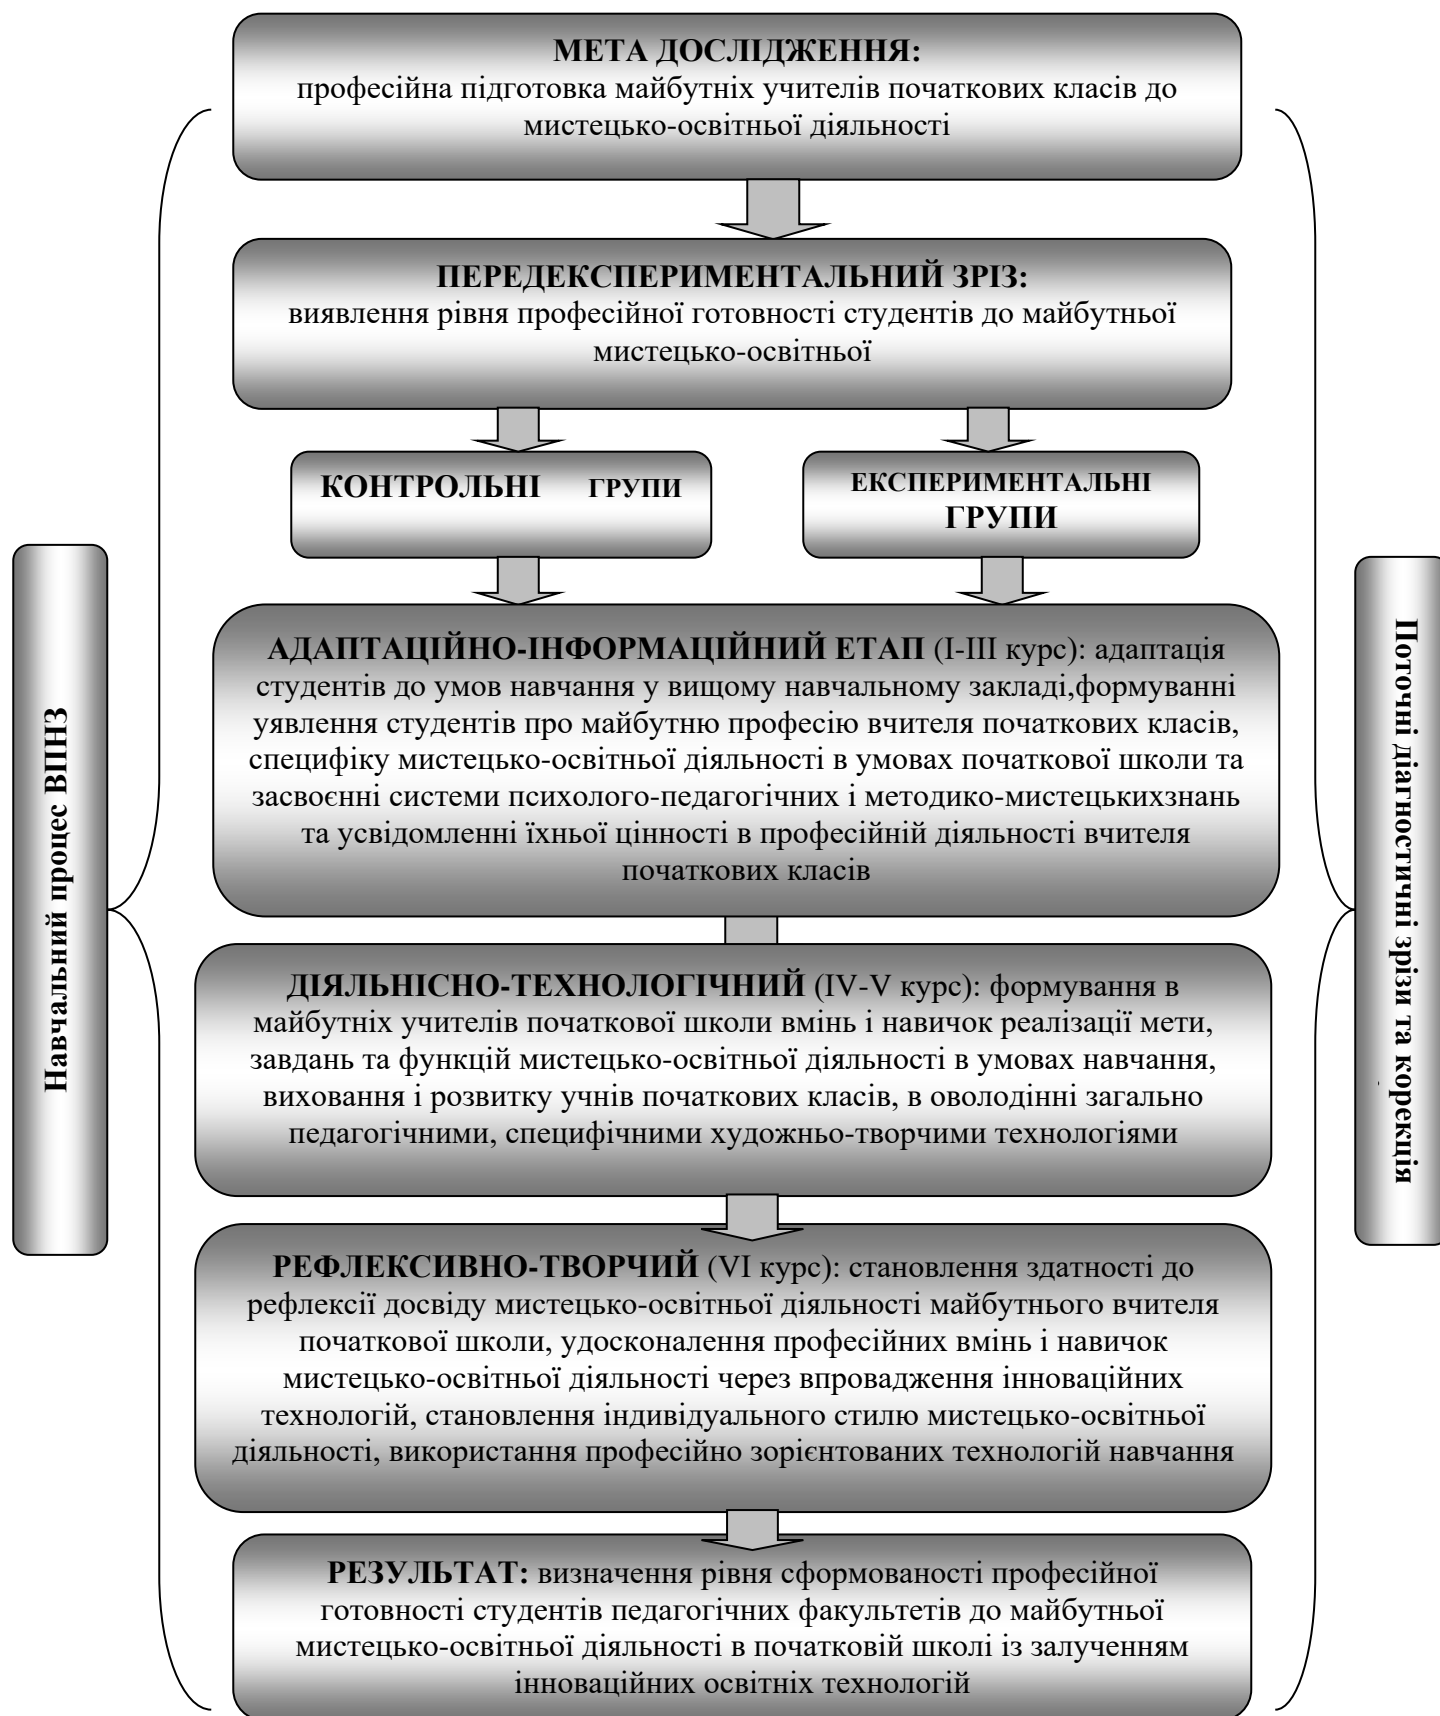 МЕТА ДОСЛІДЖЕННЯ:
професійна підготовка майбутніх учителів початкових класів до
мистецько-освітньої діяльності
ПЕРЕДЕКСПЕРИМЕНТАЛЬНИЙ ЗРІЗ:
виявлення рівня професійної готовності студентів до майбутньої
мистецько-освітньої
КОНТРОЛЬНІ ГРУПИ
ЕКСПЕРИМЕНТАЛЬНІ
ГРУПИ
Навчальний процес ВПНЗ
АДАПТАЦІЙНО-ІНФОРМАЦІЙНИЙ ЕТАП (І-ІІІ курс): адаптація
студентів до умов навчання у вищому навчальному закладі,формуванні
уявлення студентів про майбутню професію вчителя початкових класів,
специфіку мистецько-освітньої діяльності в умовах початкової школи та
засвоєнні системи психолого-педагогічних і методико-мистецькихзнань
та усвідомленні їхньої цінності в професійній діяльності вчителя
початкових класів
ДІЯЛЬНІСНО-ТЕХНОЛОГІЧНИЙ (IV-V курс): формування в
майбутніх учителів початкової школи вмінь і навичок реалізації мети,
завдань та функцій мистецько-освітньої діяльності в умовах навчання,
виховання і розвитку учнів початкових класів, в оволодінні загально
педагогічними, специфічними художньо-творчими технологіями
РЕФЛЕКСИВНО-ТВОРЧИЙ (VI курс): становлення здатності до
рефлексії досвіду мистецько-освітньої діяльності майбутнього вчителя
початкової школи, удосконалення професійних вмінь і навичок
мистецько-освітньої діяльності через впровадження інноваційних
технологій, становлення індивідуального стилю мистецько-освітньої
діяльності, використання професійно зорієнтованих технологій навчання
РЕЗУЛЬТАТ: визначення рівня сформованості професійної
готовності студентів педагогічних факультетів до майбутньої
мистецько-освітньої діяльності в початковій школі із залученням
інноваційних освітніх технологій
Поточні діагностичні зрізи та корекція